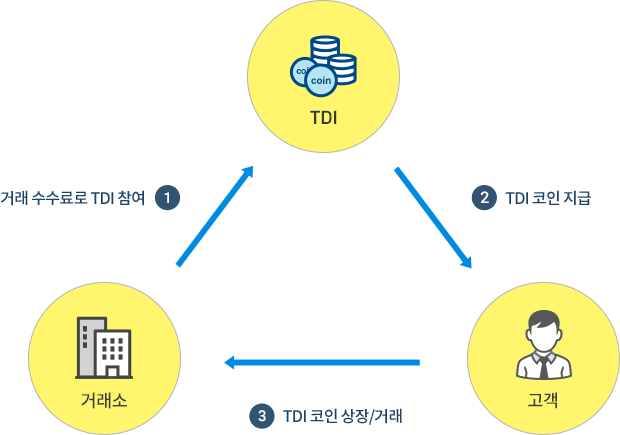 coin
coin
TDI
거래 수수료로 TDI 참여 1
2 TDI 코인 지급
거래소
고객
3 TDI 코인 상장/거래